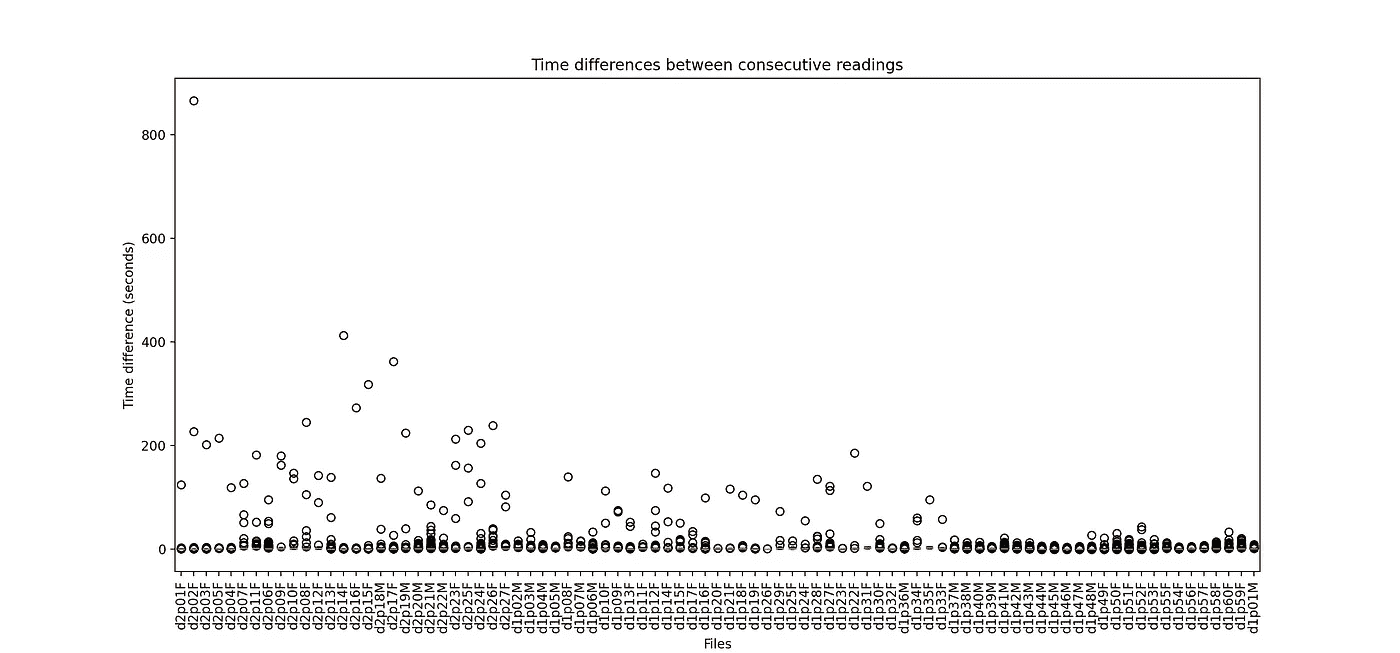 Time differences between consecutive readings
800
600
400
200
0
Time difference (seconds)
d2p01F
d2p02F
d2p03F
d2p05F
d2p04F
d2p07F
d2p11F
d2p06F
d2p09F
d2p10F
d2p08F
d2p12F
d2p13F
d2p14F
d2p16F
d2p15F
d2p18M
d2p17F
d2p19M
d2p20M
d2p21M
d2p22M
d2p23F
d2p25F
d2p24F
d2p26F
d2p27F
d1p02M
d1p03M
d1p04M
d1p05M
d1p08F
d1p07M
d1p06M
d1p10F
d1p09F
d1p13F
d1p11F
d1p12F
d1p14F
d1p15F
d1p17F
d1p16F
d1p20F
d1p21F
d1p18F
d1p19F
d1p26F
d1p29F
d1p25F
d1p24F
d1p28F
d1p27F
d1p23F
d1p22F
d1p31F
d1p30F
d1p32F
d1p36M
d1p34F
d1p35F
d1p33F
d1p37M
d1p38M
d1p40M
d1p39M
d1p41M
d1p42M
d1p43M
d1p44M
d1p45M
d1p46M
d1p47M
d1p48M
d1p49F
d1p50F
d1p51F
d1p52F
d1p53F
d1p55F
d1p54F
d1p56F
d1p57F
d1p58F
d1p60F
d1p59F
d1p01M
Files